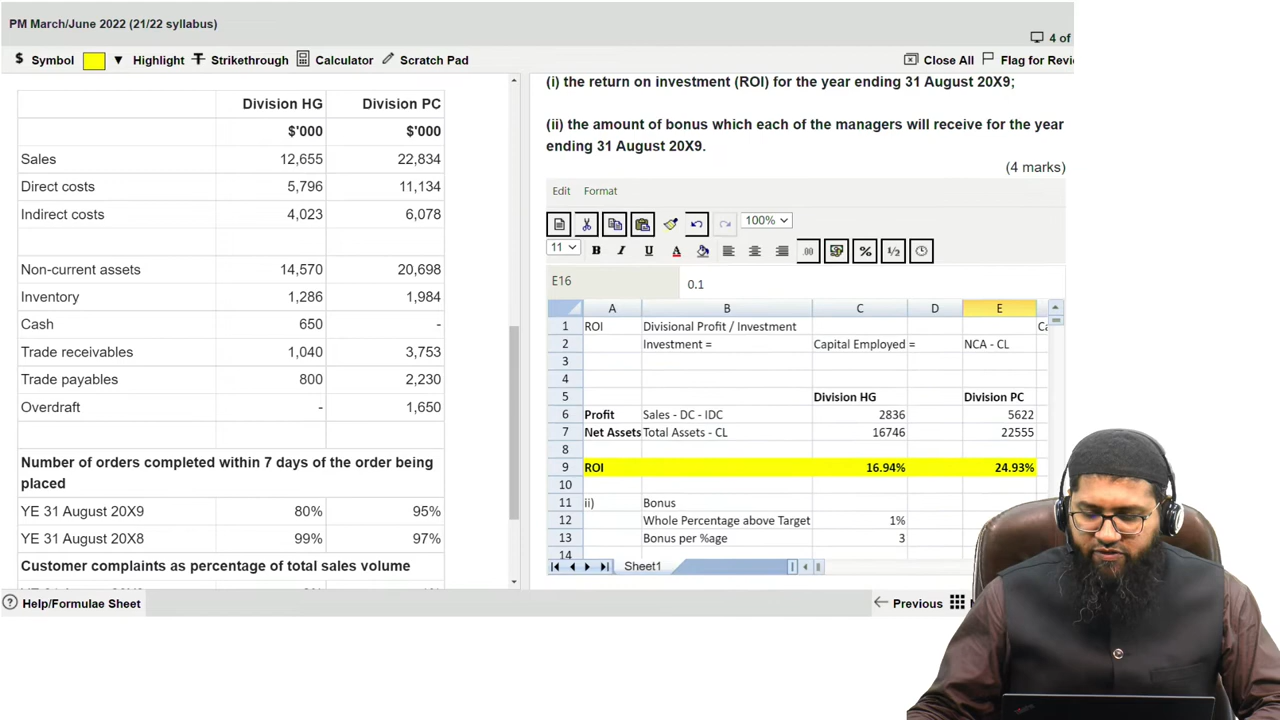 PM March/June 2022 (21/22 syllabus)
4 of
$ Symbol Highlight Strikethrough Calculator Scratch Pad Close All Flag for Revie
Division HG Division PC
$'000 $'000
Sales 12,655 22,834
Direct costs 5,796 11,134
Indirect costs 4,023 6,078
Non-current assets 14,570 20,698
Inventory 1,286 1,984
Cash 650 -
Trade receivables 1,040 3,753
Trade payables 800 2,230
Overdraft - 1,650
Number of orders completed within 7 days of the order being
placed
YE 31 August 20X9 80% 95%
YE 31 August 20X8 99% 97%
Customer complaints as percentage of total sales volume
(i) the return on investment (ROI) for the year ending 31 August 20X9;
(ii) the amount of bonus which each of the managers will receive for the year
ending 31 August 20X9.
(4 marks)
Edit Format
100%
11 B I U A .00 % 1/2
E16 0.1
A B C D E
1 ROI Divisional Profit / Investment Ca
2 Investment = Capital Employed = NCA - CL
3
4
5 Division HG Division PC
6 Profit Sales - DC - IDC 2836 5622
7 Net Assets Total Assets - CL 16746 22555
8
9 ROI 16.94% 24.93%
10
11 ii) Bonus
12 Whole Percentage above Target 1%
13 Bonus per %age 3
14
Sheet1
? Help/Formulae Sheet Previous